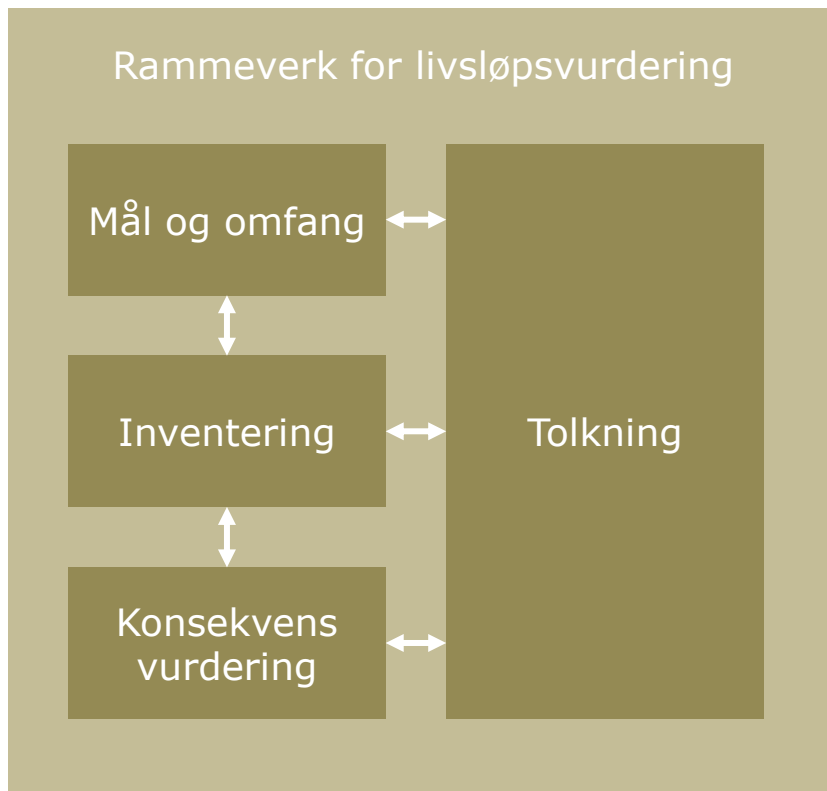 Rammeverk for livsløpsvurdering
Mål og omfang
Inventering
Tolkning
Konsekvens
vurdering